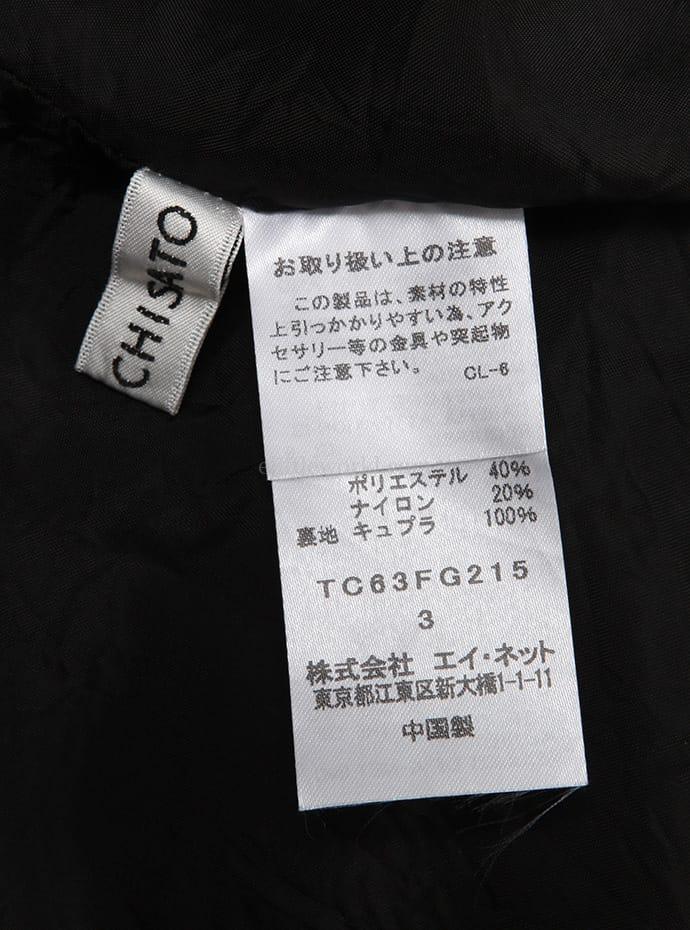 CHISATO
お取り扱い上の注意
この製品は、素材の特性
上引っかかりやすい為、アク
セサリー等の金具や突起物
にご注意下さい。 CL-6
ポリエステル 40%
ナイロン 20%
裏地 キュプラ 100%
TC63FG215
3
株式会社 エイ・ネット
東京都江東区新大橋1-1-11
中国製